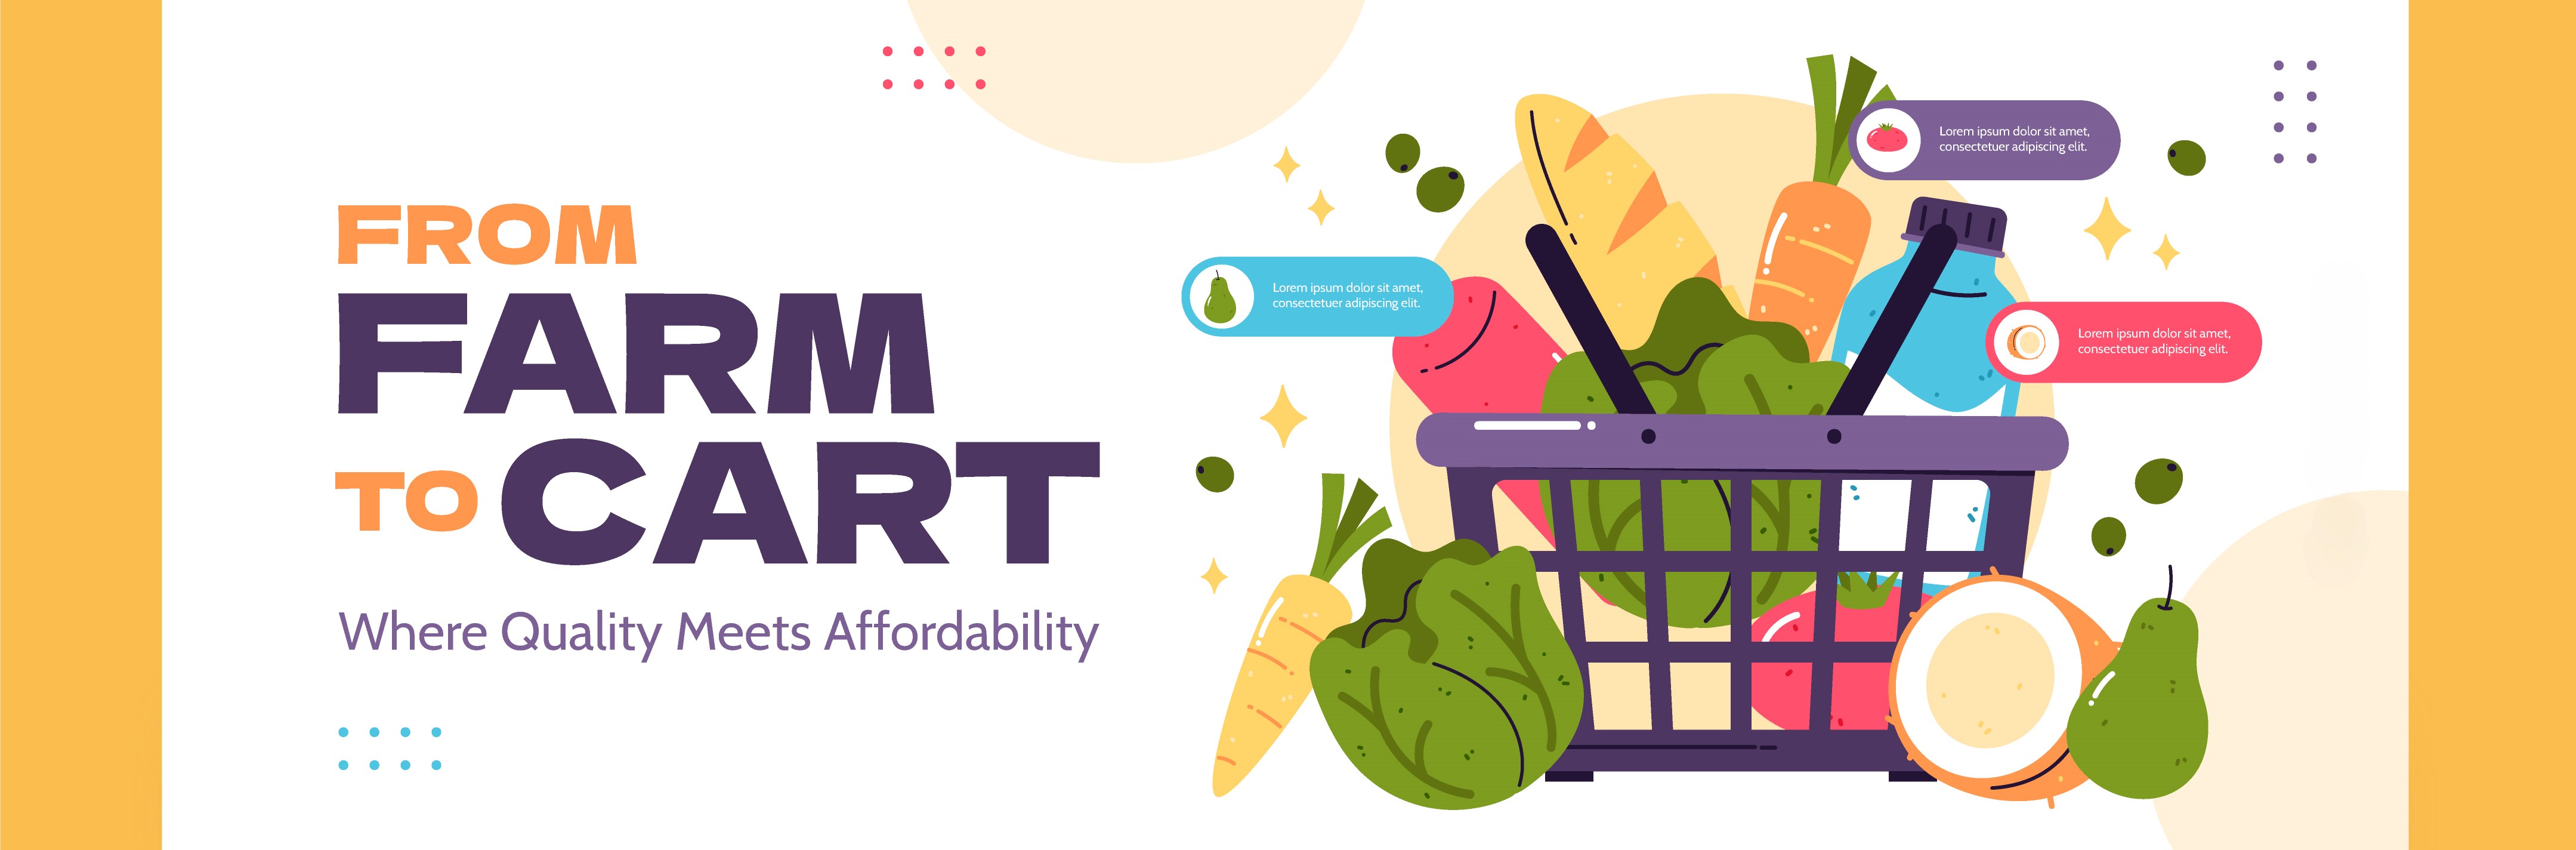 FROM
FARM
TO CART
Where Quality Meets Affordability
Lorem ipsum dolor sit amet,
consectetuer adipiscing elit.
Lorem ipsum dolor sit amet,
consectetuer adipiscing elit.
Lorem ipsum dolor sit amet,
consectetuer adipiscing elit.